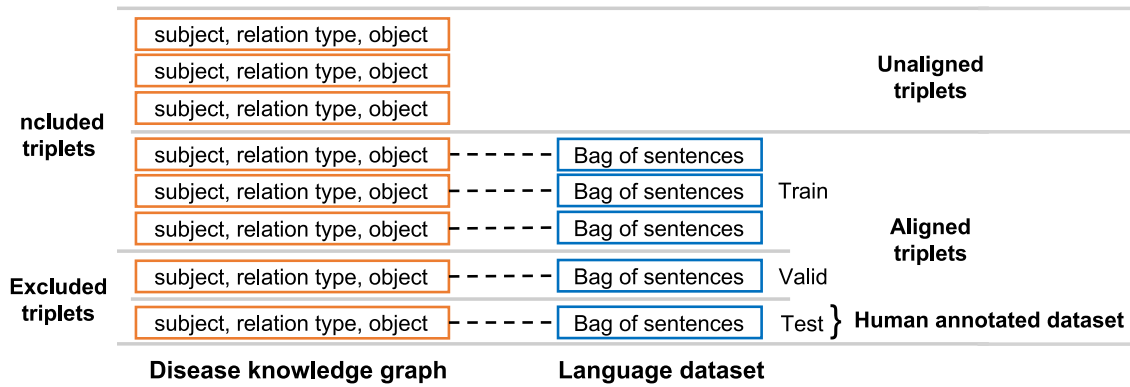 subject, relation type, object
subject, relation type, object
subject, relation type, object
Unaligned
triplets
ncluded
triplets
subject, relation type, object Bag of sentences
subject, relation type, object Bag of sentences Train
subject, relation type, object Bag of sentences
Aligned
triplets
Excluded
triplets
subject, relation type, object Bag of sentences Valid
subject, relation type, object Bag of sentences Test } Human annotated dataset
Disease knowledge graph Language dataset